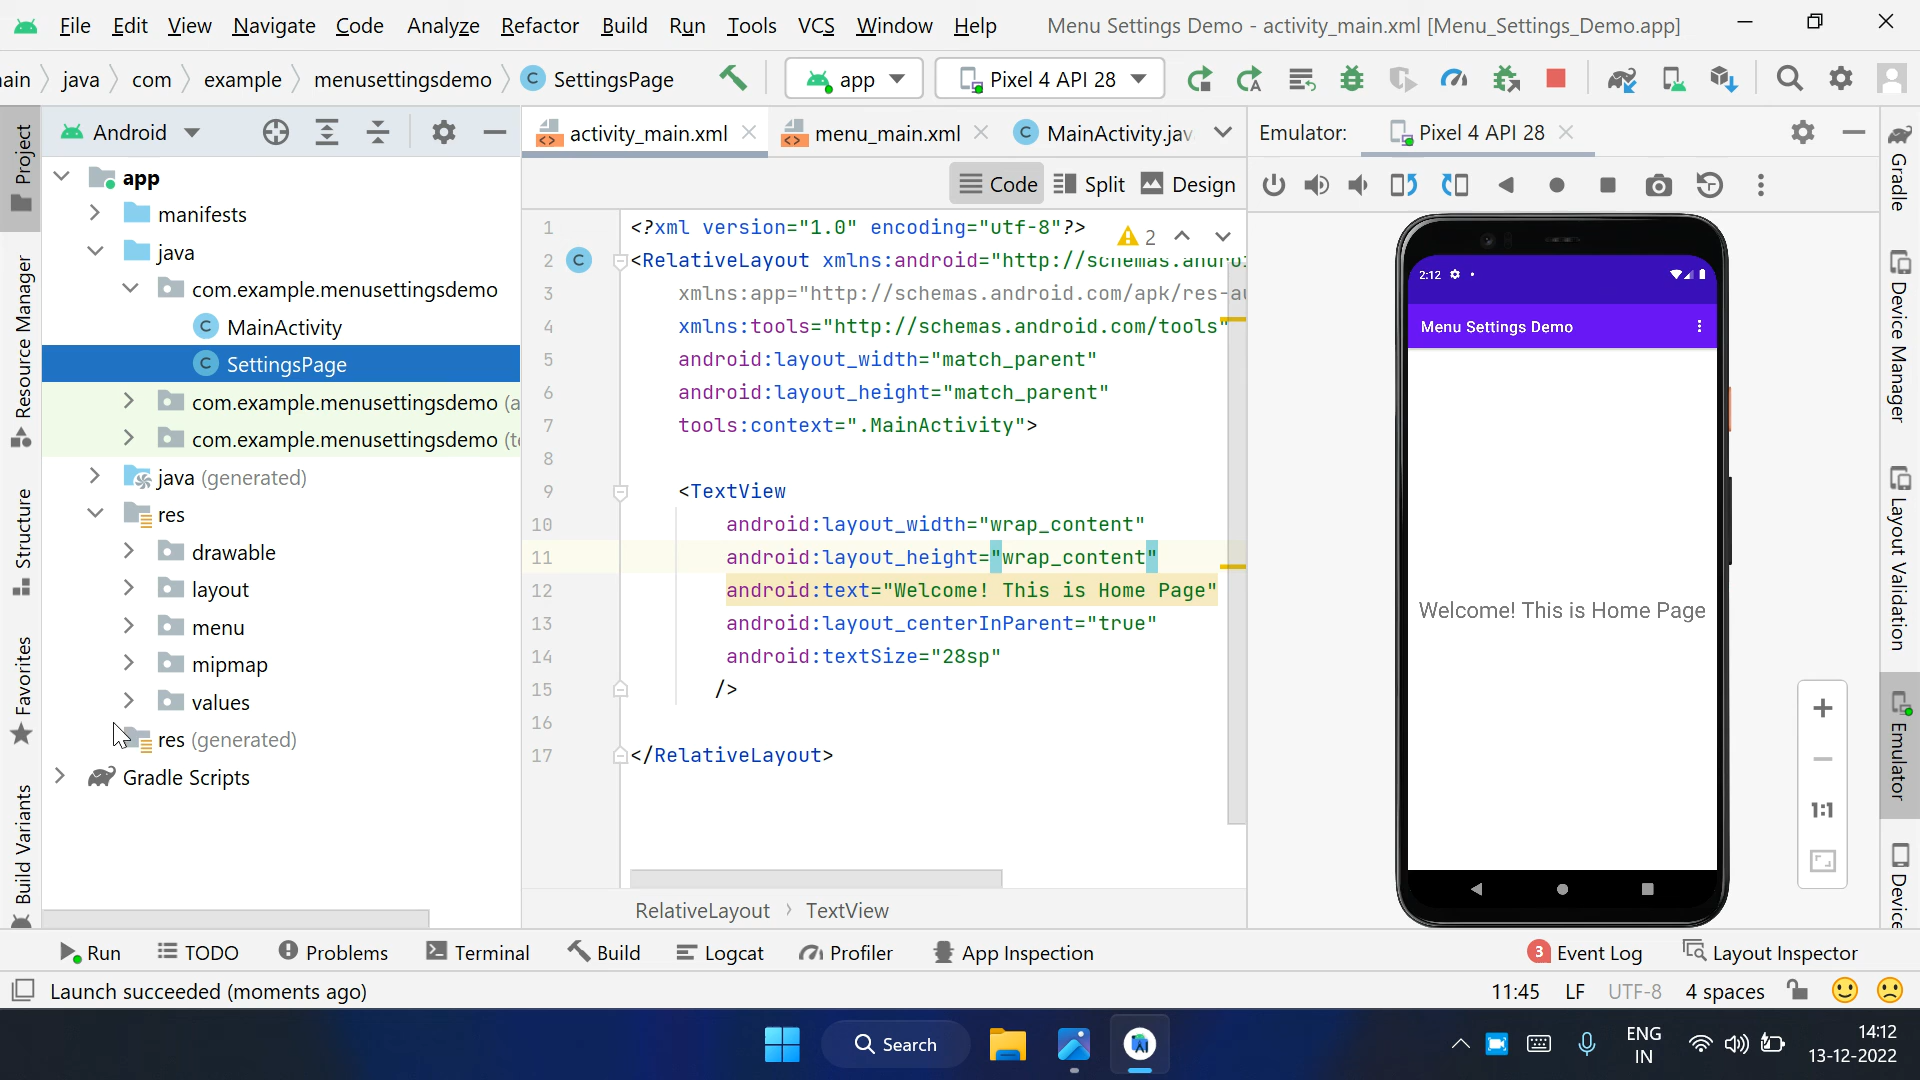 File Edit View Navigate Code Analyze Refactor Build Run Tools VCS Window Help Menu Settings Demo - activity_main.xml [Menu_Settings_Demo.app]
ain java com example menusettingsdemo C SettingsPage app Pixel 4 API 28
Android
activity_main.xml menu_main.xml C MainActivity.jav
Emulator: Pixel 4 API 28
Code Split Design
Project
Resource Manager
Structure
Favorites
Build Variants
app
manifests
java
com.example.menusettingsdemo
C MainActivity
C SettingsPage
com.example.menusettingsdemo (a
com.example.menusettingsdemo (te
java (generated)
res
drawable
layout
menu
mipmap
values
res (generated)
Gradle Scripts
1 <?xml version="1.0" encoding="utf-8"?> 2
2 C <RelativeLayout xmlns:android="http://schemas.androi
3 xmlns:app="http://schemas.android.com/apk/res-au
4 xmlns:tools="http://schemas.android.com/tools"
5 android:layout_width="match_parent"
6 android:layout_height="match_parent"
7 tools:context=".MainActivity">
8
9 <TextView
10 android:layout_width="wrap_content"
11 android:layout_height="wrap_content"
12 android:text="Welcome! This is Home Page"
13 android:layout_centerInParent="true"
14 android:textSize="28sp"
15 />
16
17 </RelativeLayout>
RelativeLayout TextView
2:12
Menu Settings Demo
Welcome! This is Home Page
1:1
Gradle
Device Manager
Layout Validation
Emulator
Device
Run TODO Problems Terminal Build Logcat Profiler App Inspection 3 Event Log Layout Inspector
Launch succeeded (moments ago) 11:45 LF UTF-8 4 spaces
Search
ENG
IN
14:12
13-12-2022